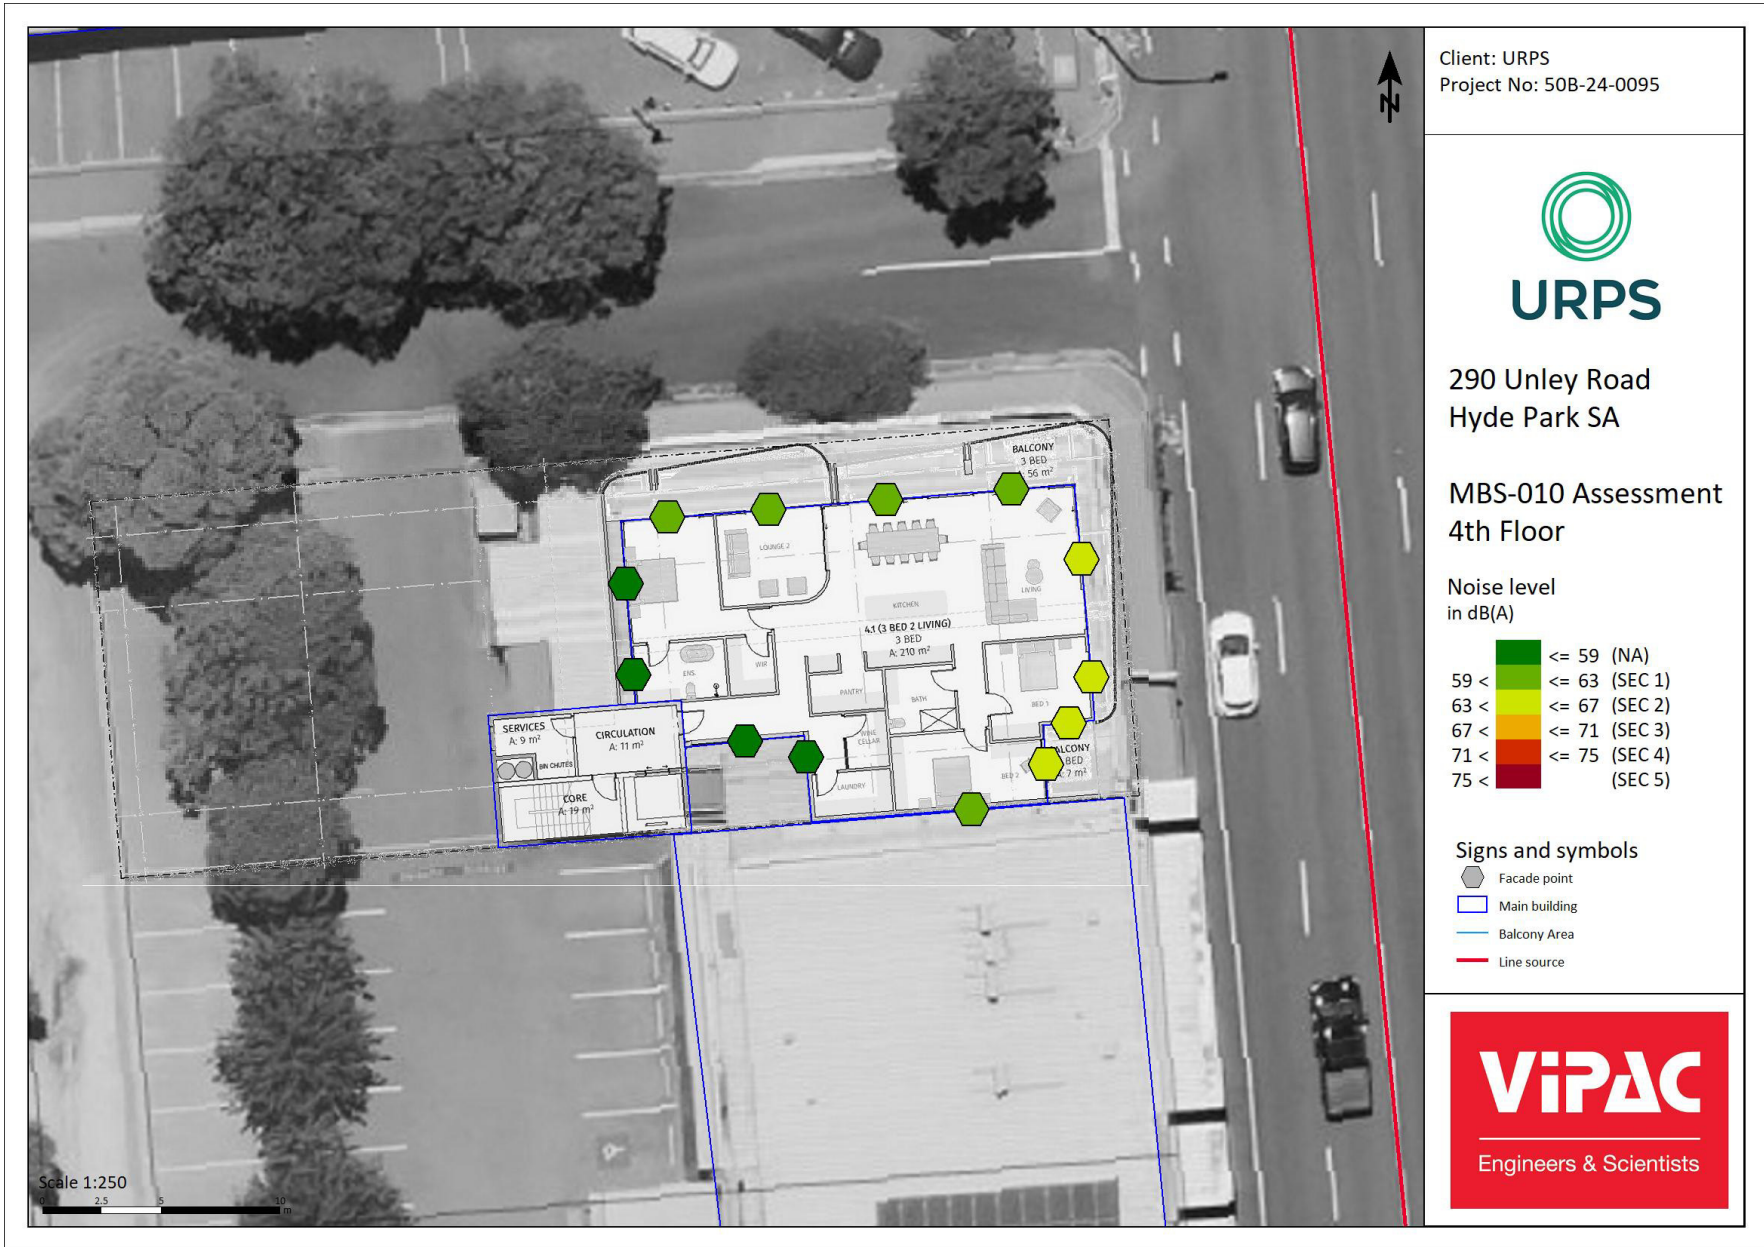 Client: URPS
Project No: 50B-24-0095
N
URPS
290 Unley Road
Hyde Park SA
MBS-010 Assessment
4th Floor
Noise level
in dB(A)
<= 59 (NA)
59 < <= 63 (SEC 1)
63 < <= 67 (SEC 2)
67 < <= 71 (SEC 3)
71 < <= 75 (SEC 4)
75 < (SEC 5)
Signs and symbols
Facade point
Main building
Balcony Area
Line source
ViPAC
Engineers & Scientists
BALCONY
3 BED
56 m²
LOUNGE 2
LIVING
KITCHEN
4.1 (3 BED 2 LIVING)
3 BED
A: 210 m²
WIR
ENS.
PANTRY
BATH
BED 1
SERVICES
A: 9 m²
CIRCULATION
A: 11 m²
BIN CHUTES
WINE
CELLAR
BED
7 m²
BED 2
LAUNDRY
CORE
A: 19 m²
Scale 1:250
0 2.5 5 10
m